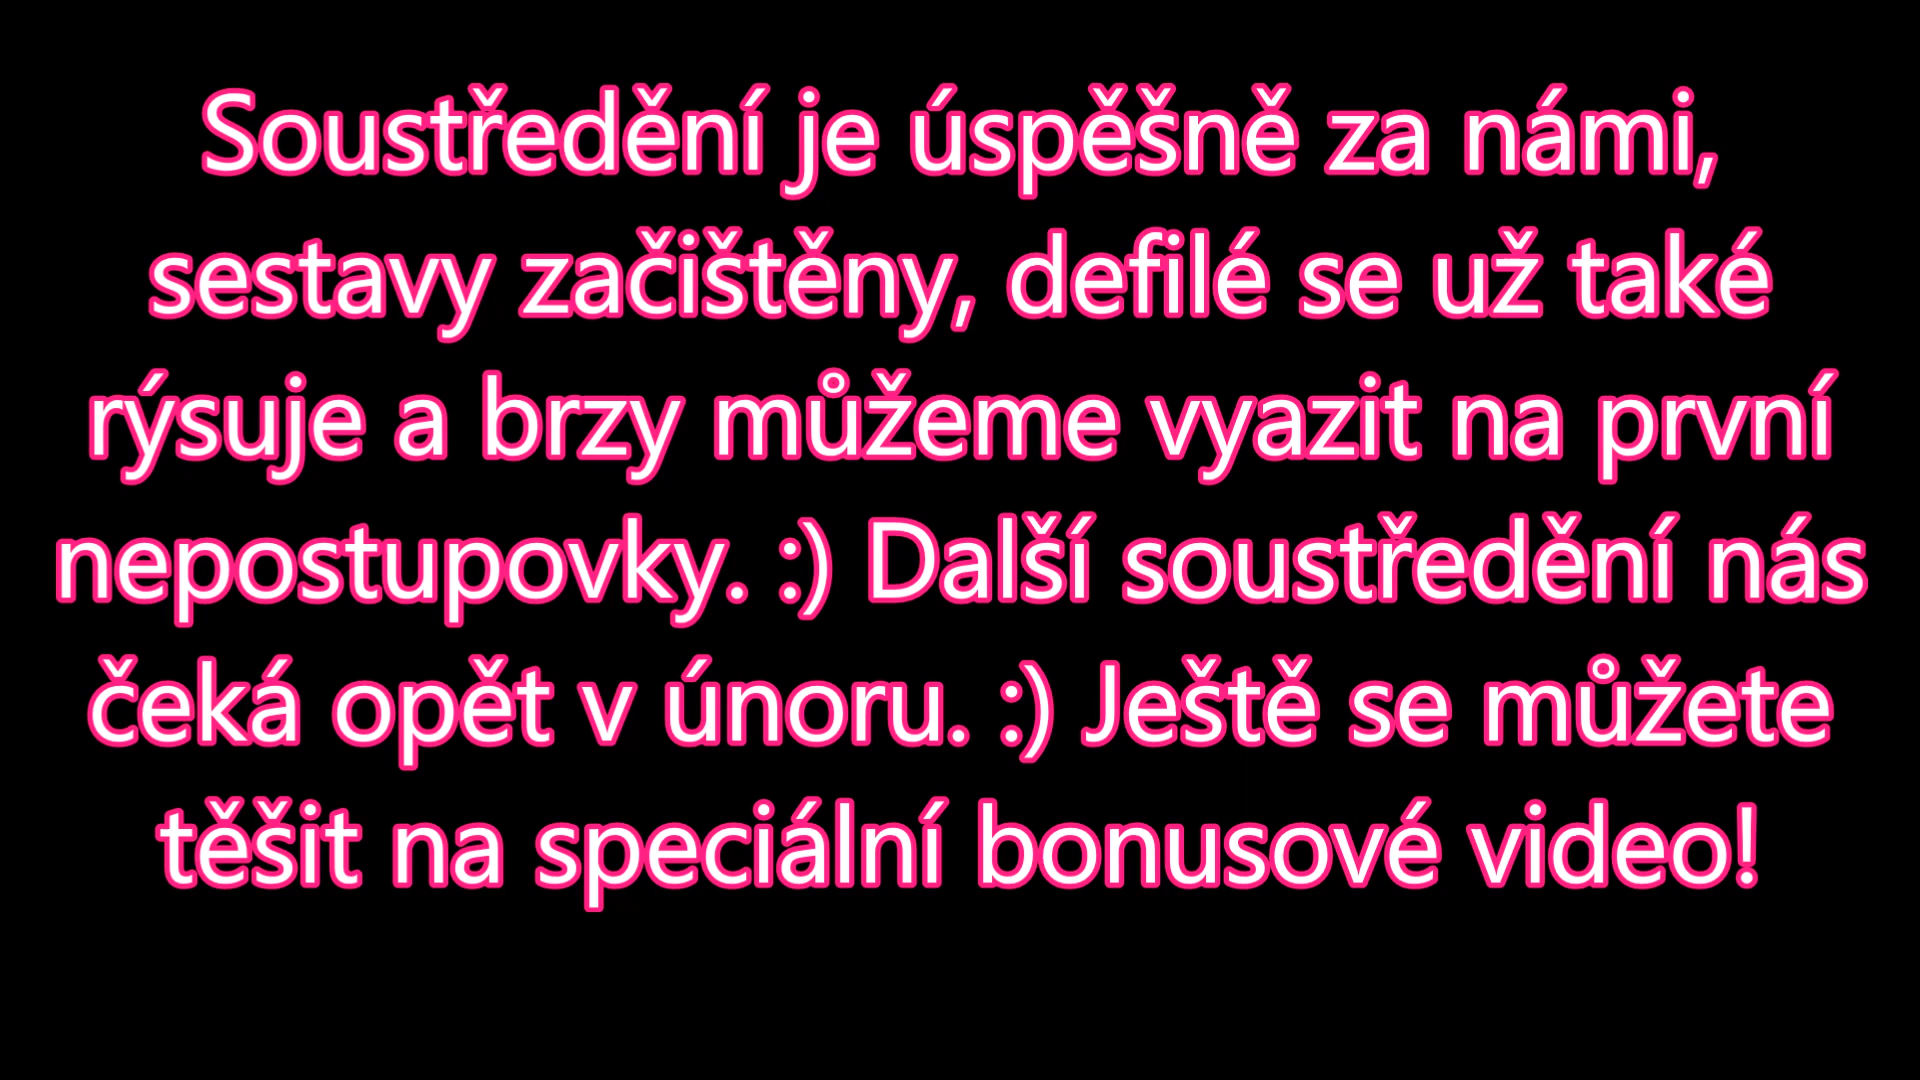 Soustředění je úspěšně za námi,
sestavy začištěny, defilé se už také
rýsuje a brzy můžeme vyazit na první
nepostupovky. :) Další soustředění nás
čeká opět v únoru. :) Ještě se můžete
těšit na speciální bonusové video!